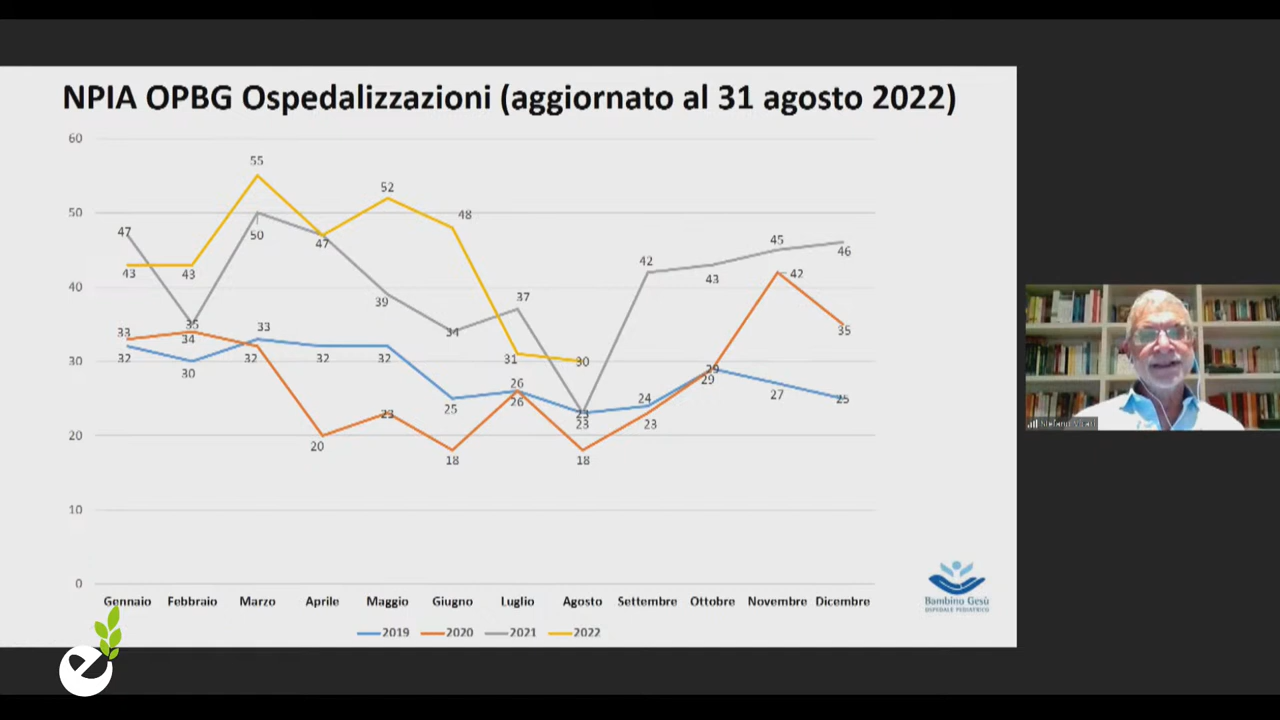 NPIA OPBG Ospedalizzazioni (aggiornato al 31 agosto 2022)
60
50
40
30
20
10
0
47 33 32 43
35 34 30 43
55 50 33 32
47 32 20
52 39 32 23
48 34 25 18
37 31 26 26
30 23 23 18
42 24 23
43 29 29
45 42 27
46 35 25
Gennaio Febbraio Marzo Aprile Maggio Giugno Luglio Agosto Settembre Ottobre Novembre Dicembre
2019 2020 2021 2022
Bambino Gesù
OSPEDALE PEDIATRICO
Stefano
e